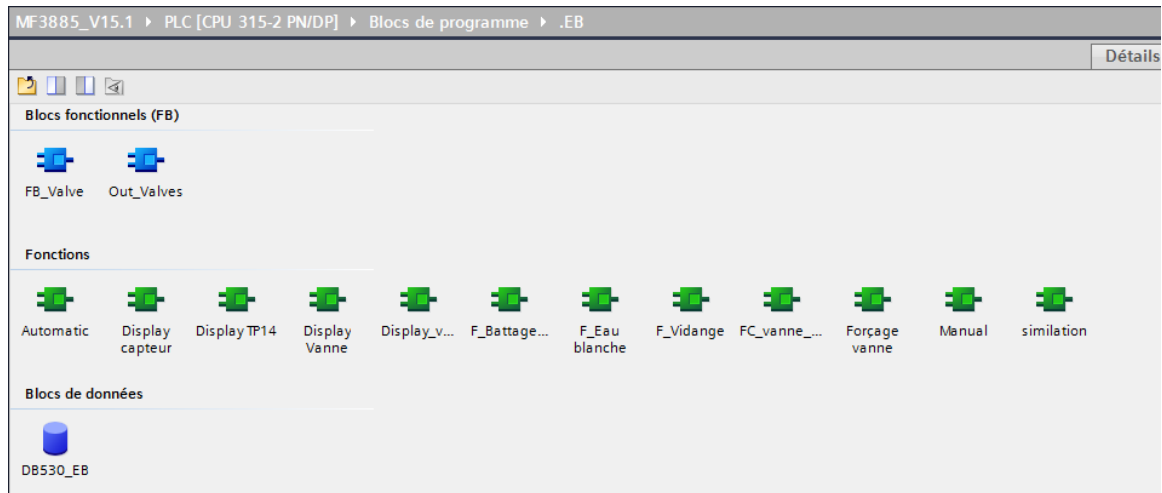 MF3885_V15.1 ▸ PLC [CPU 315-2 PN/DP] ▸ Blocs de programme ▸ .EB
Détails
Blocs fonctionnels (FB)
FB_Valve Out_Valves
Fonctions
Automatic Display capteur Display TP14 Display Vanne Display_v... F_Battage... F_Eau blanche F_Vidange FC_vanne_... Forçage vanne Manual similation
Blocs de données
DB530_EB